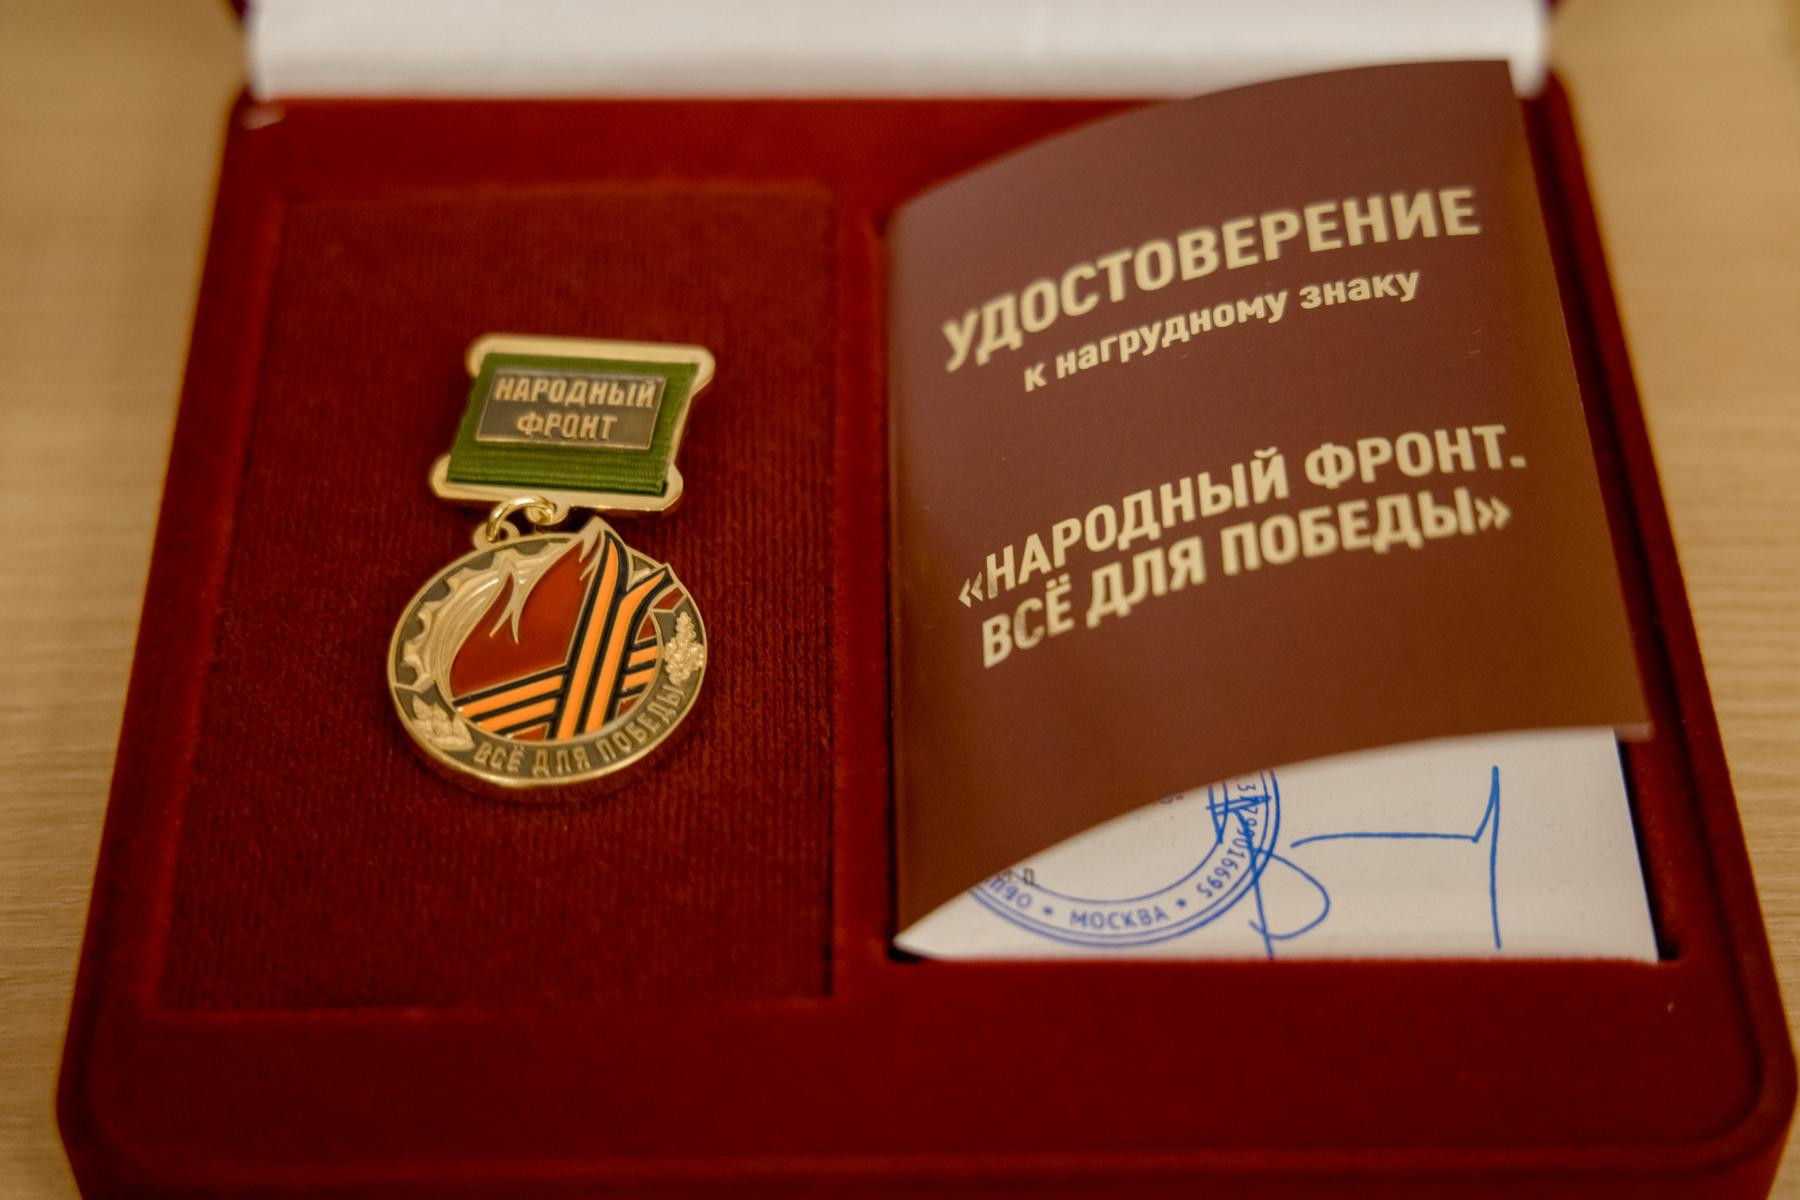 НАРОДНЫЙ
ФРОНТ
ВСЁ ДЛЯ ПОБЕДЫ
УДОСТОВЕРЕНИЕ
к нагрудному знаку
«НАРОДНЫЙ ФРОНТ.
ВСЁ ДЛЯ ПОБЕДЫ»
* МОСКВА *